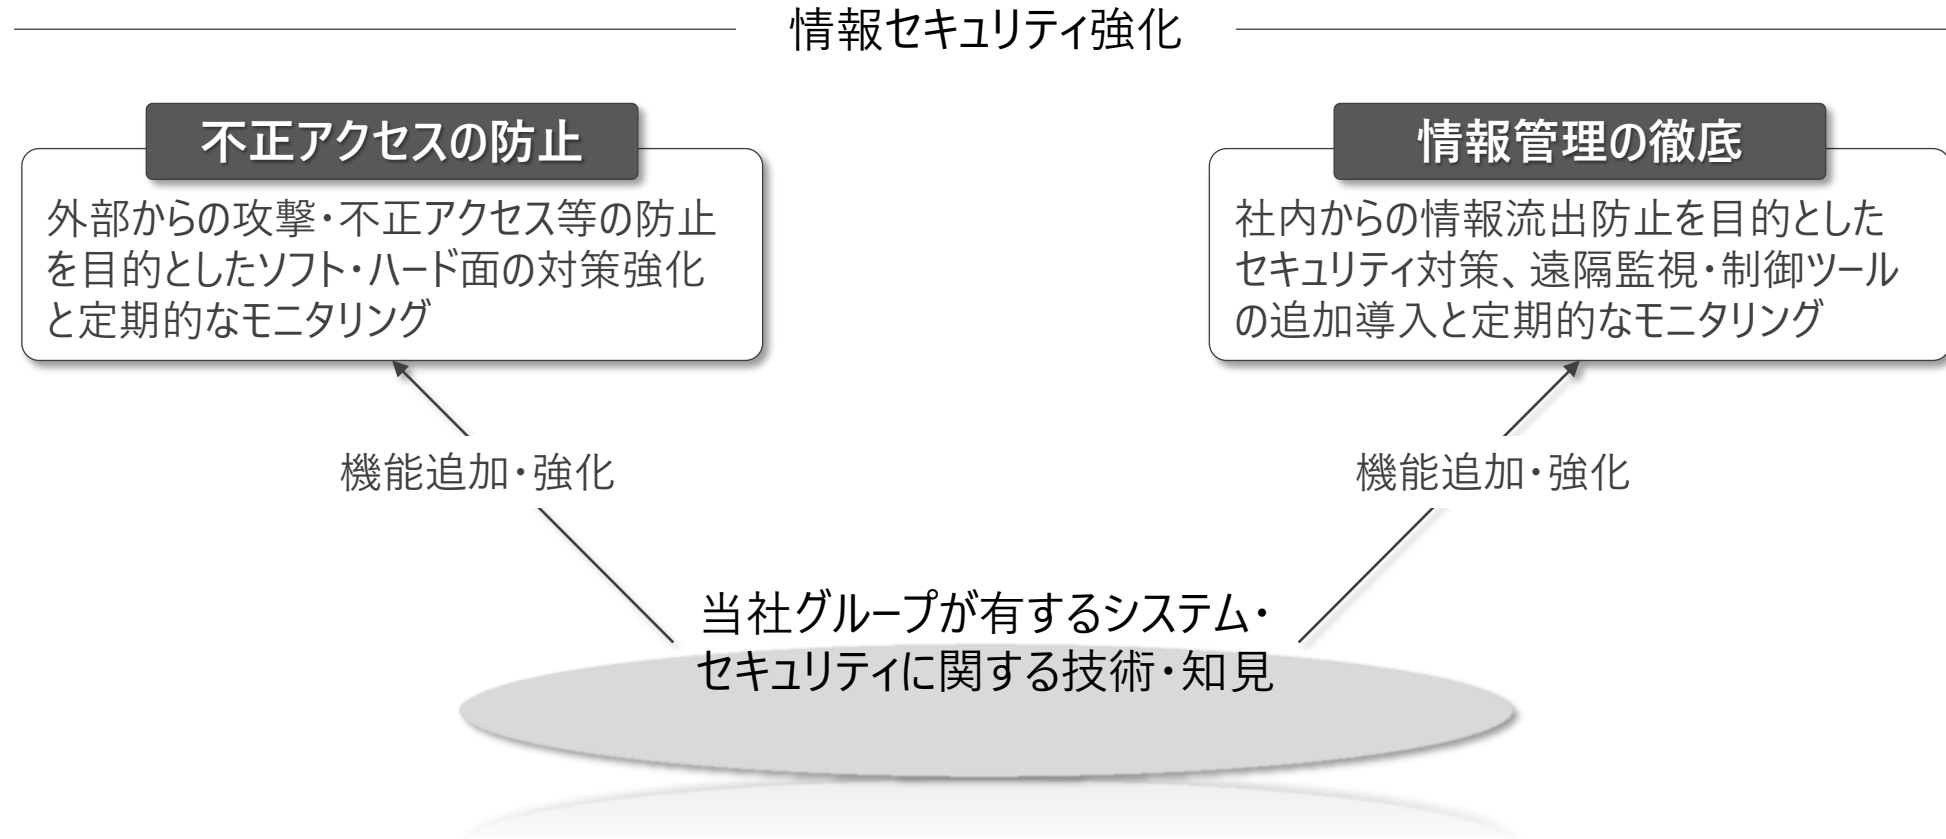 情報セキュリティ強化
不正アクセスの防止
外部からの攻撃・不正アクセス等の防止
を目的としたソフト・ハード面の対策強化
と定期的なモニタリング
情報管理の徹底
社内からの情報流出防止を目的とした
セキュリティ対策、遠隔監視・制御ツール
の追加導入と定期的なモニタリング
機能追加・強化
機能追加・強化
当社グループが有するシステム・
セキュリティに関する技術・知見